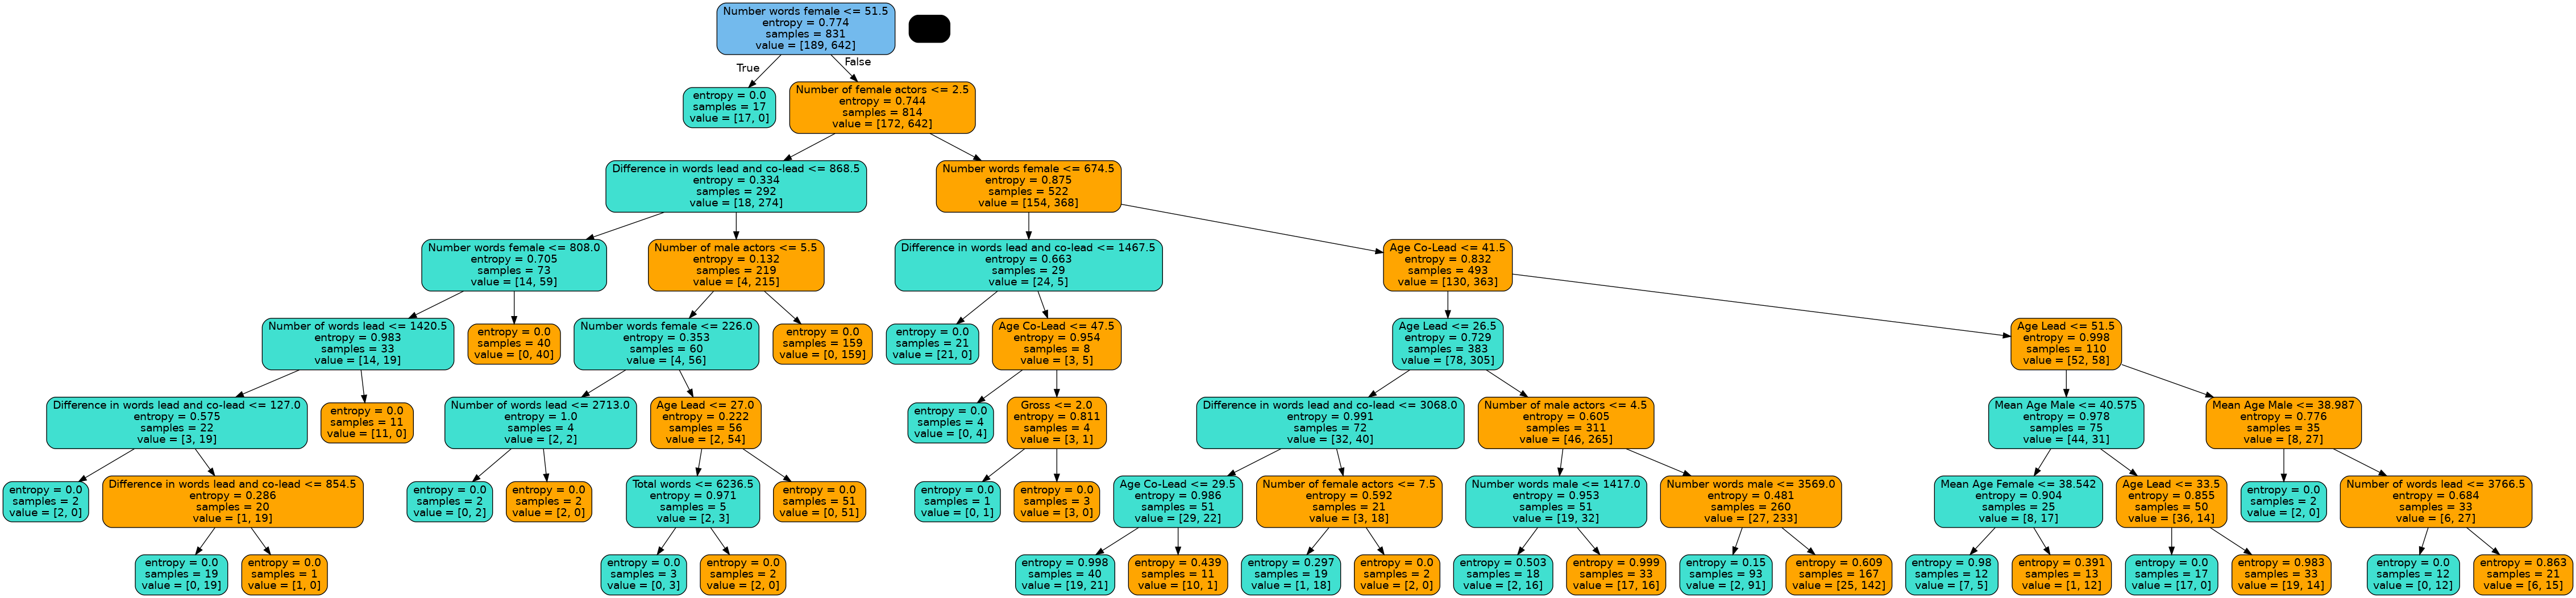 Number words female <= 51.5
entropy = 0.774
samples = 831
value = [189, 642]
True
False
entropy = 0.0
samples = 17
value = [17, 0]
Number of female actors <= 2.5
entropy = 0.744
samples = 814
value = [172, 642]
Difference in words lead and co-lead <= 868.5
entropy = 0.334
samples = 292
value = [18, 274]
Number words female <= 674.5
entropy = 0.875
samples = 522
value = [154, 368]
Number words female <= 808.0
entropy = 0.705
samples = 73
value = [14, 59]
Number of male actors <= 5.5
entropy = 0.132
samples = 219
value = [4, 215]
Difference in words lead and co-lead <= 1467.5
entropy = 0.663
samples = 29
value = [24, 5]
Age Co-Lead <= 41.5
entropy = 0.832
samples = 493
value = [130, 363]
Number of words lead <= 1420.5
entropy = 0.983
samples = 33
value = [14, 19]
entropy = 0.0
samples = 40
value = [0, 40]
Number words female <= 226.0
entropy = 0.353
samples = 60
value = [4, 56]
entropy = 0.0
samples = 159
value = [0, 159]
entropy = 0.0
samples = 21
value = [21, 0]
Age Co-Lead <= 47.5
entropy = 0.954
samples = 8
value = [3, 5]
Age Lead <= 26.5
entropy = 0.729
samples = 383
value = [78, 305]
Age Lead <= 51.5
entropy = 0.998
samples = 110
value = [52, 58]
Difference in words lead and co-lead <= 127.0
entropy = 0.575
samples = 22
value = [3, 19]
entropy = 0.0
samples = 11
value = [11, 0]
Number of words lead <= 2713.0
entropy = 1.0
samples = 4
value = [2, 2]
Age Lead <= 27.0
entropy = 0.222
samples = 56
value = [2, 54]
entropy = 0.0
samples = 4
value = [0, 4]
Gross <= 2.0
entropy = 0.811
samples = 4
value = [3, 1]
Difference in words lead and co-lead <= 3068.0
entropy = 0.991
samples = 72
value = [32, 40]
Number of male actors <= 4.5
entropy = 0.605
samples = 311
value = [46, 265]
Mean Age Male <= 40.575
entropy = 0.978
samples = 75
value = [44, 31]
Mean Age Male <= 38.987
entropy = 0.776
samples = 35
value = [8, 27]
entropy = 0.0
samples = 2
value = [2, 0]
Difference in words lead and co-lead <= 854.5
entropy = 0.286
samples = 20
value = [1, 19]
entropy = 0.0
samples = 2
value = [0, 2]
entropy = 0.0
samples = 2
value = [2, 0]
Total words <= 6236.5
entropy = 0.971
samples = 5
value = [2, 3]
entropy = 0.0
samples = 51
value = [0, 51]
entropy = 0.0
samples = 1
value = [0, 1]
entropy = 0.0
samples = 3
value = [3, 0]
Age Co-Lead <= 29.5
entropy = 0.986
samples = 51
value = [29, 22]
Number of female actors <= 7.5
entropy = 0.592
samples = 21
value = [3, 18]
Number words male <= 1417.0
entropy = 0.953
samples = 51
value = [19, 32]
Number words male <= 3569.0
entropy = 0.481
samples = 260
value = [27, 233]
Mean Age Female <= 38.542
entropy = 0.904
samples = 25
value = [8, 17]
Age Lead <= 33.5
entropy = 0.855
samples = 50
value = [36, 14]
entropy = 0.0
samples = 2
value = [2, 0]
Number of words lead <= 3766.5
entropy = 0.684
samples = 33
value = [6, 27]
entropy = 0.0
samples = 19
value = [0, 19]
entropy = 0.0
samples = 1
value = [1, 0]
entropy = 0.0
samples = 3
value = [0, 3]
entropy = 0.0
samples = 2
value = [2, 0]
entropy = 0.998
samples = 40
value = [19, 21]
entropy = 0.439
samples = 11
value = [10, 1]
entropy = 0.297
samples = 19
value = [1, 18]
entropy = 0.0
samples = 2
value = [2, 0]
entropy = 0.503
samples = 18
value = [2, 16]
entropy = 0.999
samples = 33
value = [17, 16]
entropy = 0.15
samples = 93
value = [2, 91]
entropy = 0.609
samples = 167
value = [25, 142]
entropy = 0.98
samples = 12
value = [7, 5]
entropy = 0.391
samples = 13
value = [1, 12]
entropy = 0.0
samples = 17
value = [17, 0]
entropy = 0.983
samples = 33
value = [19, 14]
entropy = 0.0
samples = 12
value = [0, 12]
entropy = 0.863
samples = 21
value = [6, 15]